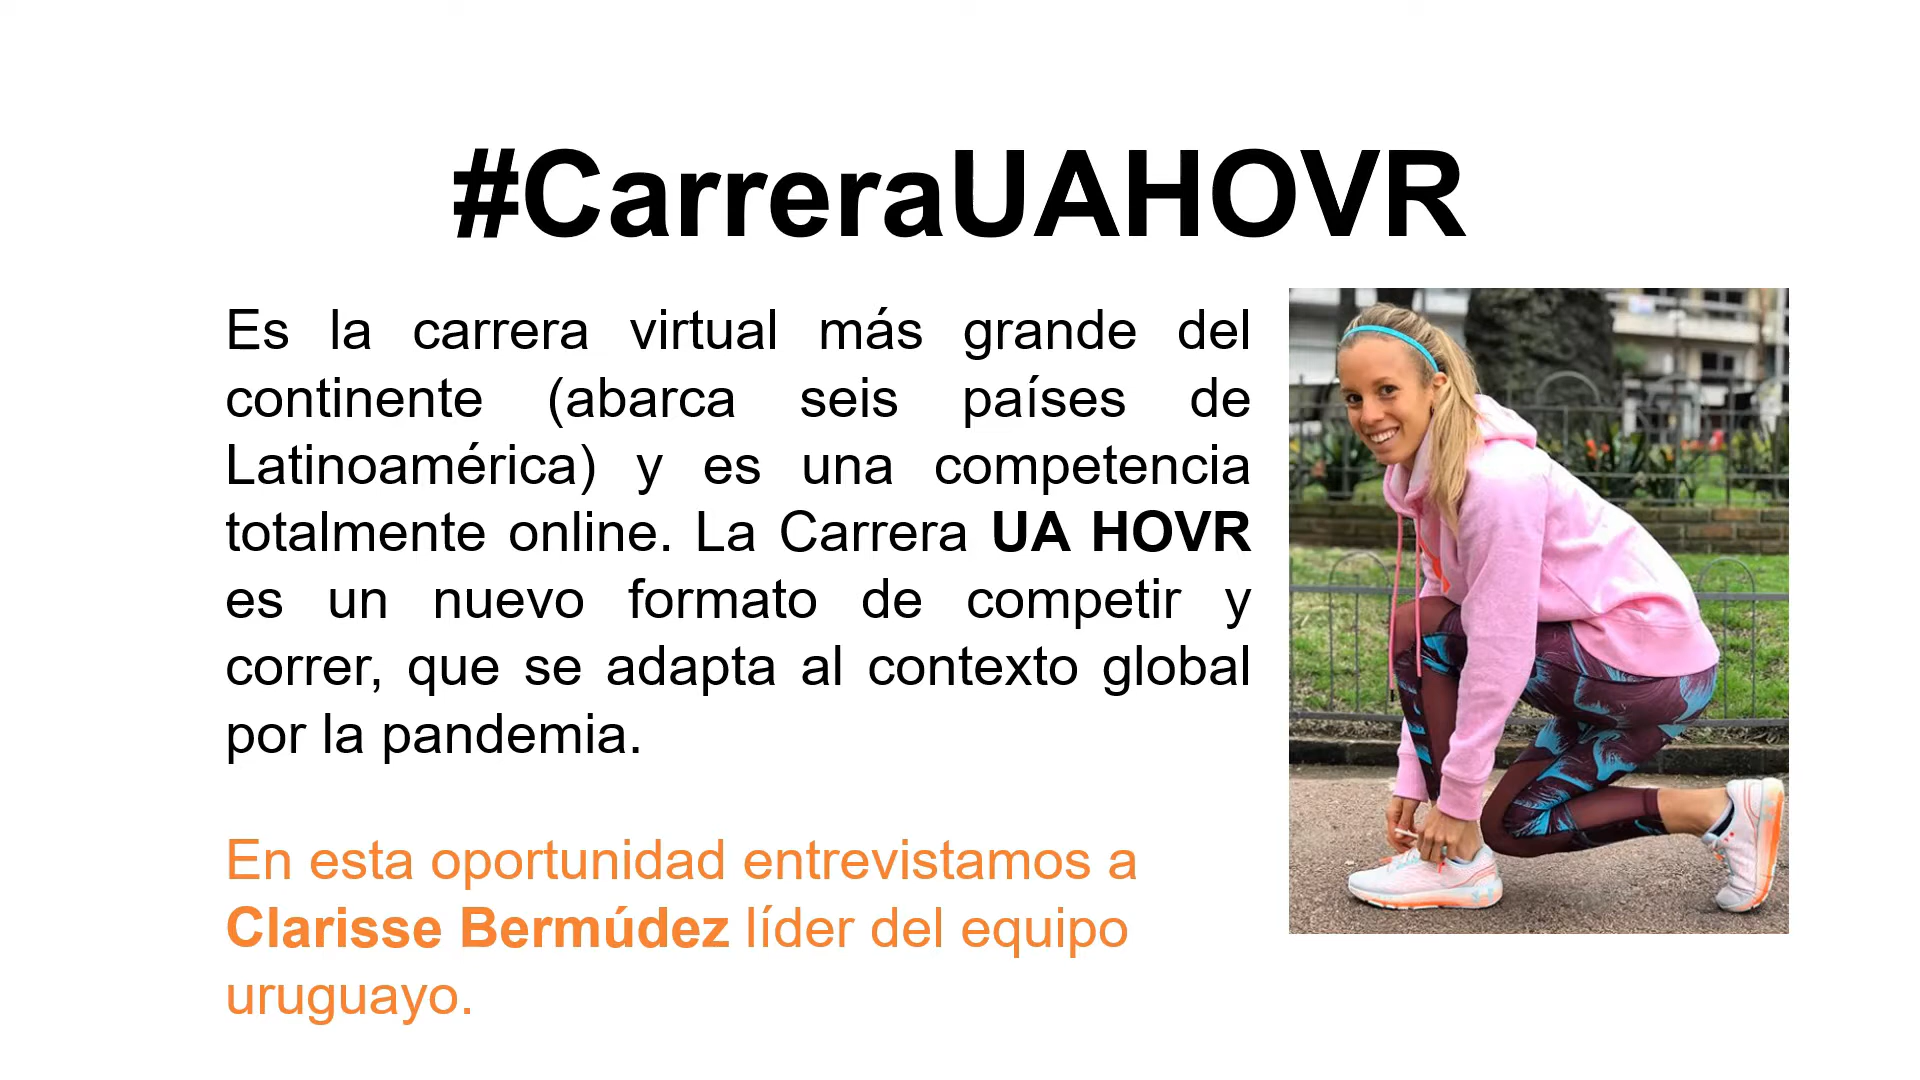 #CarreraUAHOVR
Es la carrera virtual más grande del
continente (abarca seis países de
Latinoamérica) y es una competencia
totalmente online. La Carrera UA HOVR
es un nuevo formato de competir y
correr, que se adapta al contexto global
por la pandemia.
En esta oportunidad entrevistamos a
Clarisse Bermúdez líder del equipo
uruguayo.